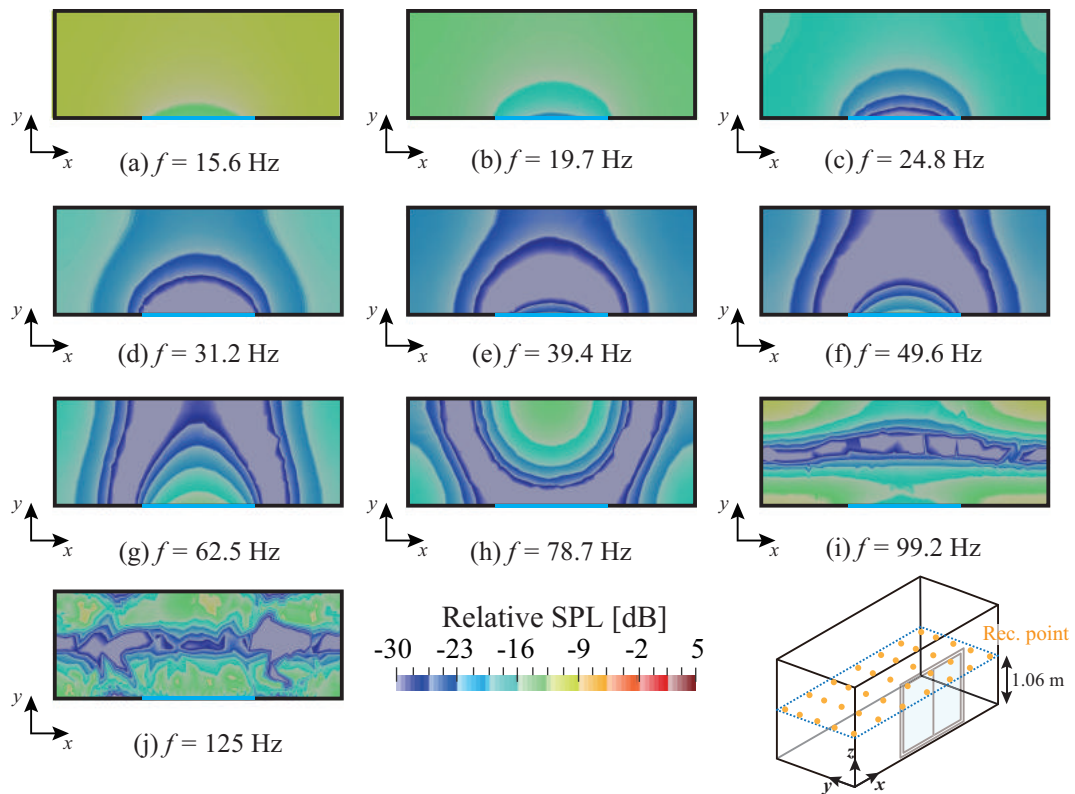 y
x
(a) f = 15.6 Hz
y
x
(b) f = 19.7 Hz
y
x
(c) f = 24.8 Hz
y
x
(d) f = 31.2 Hz
y
x
(e) f = 39.4 Hz
y
x
(f) f = 49.6 Hz
y
x
(g) f = 62.5 Hz
y
x
(h) f = 78.7 Hz
y
x
(i) f = 99.2 Hz
y
x
(j) f = 125 Hz
Relative SPL [dB]
-30 -23 -16 -9 -2 5
Rec. point
1.06 m
z
y
x